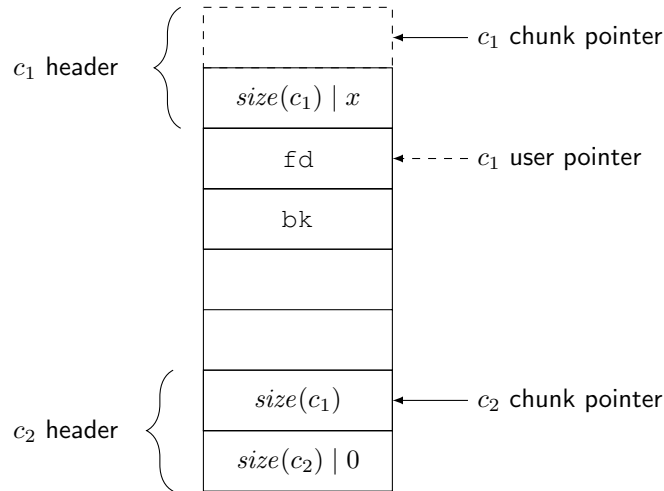 c₁ chunk pointer
c₁ header
size(c₁) | x
fd
c₁ user pointer
bk
size(c₁)
c₂ chunk pointer
c₂ header
size(c₂) | 0